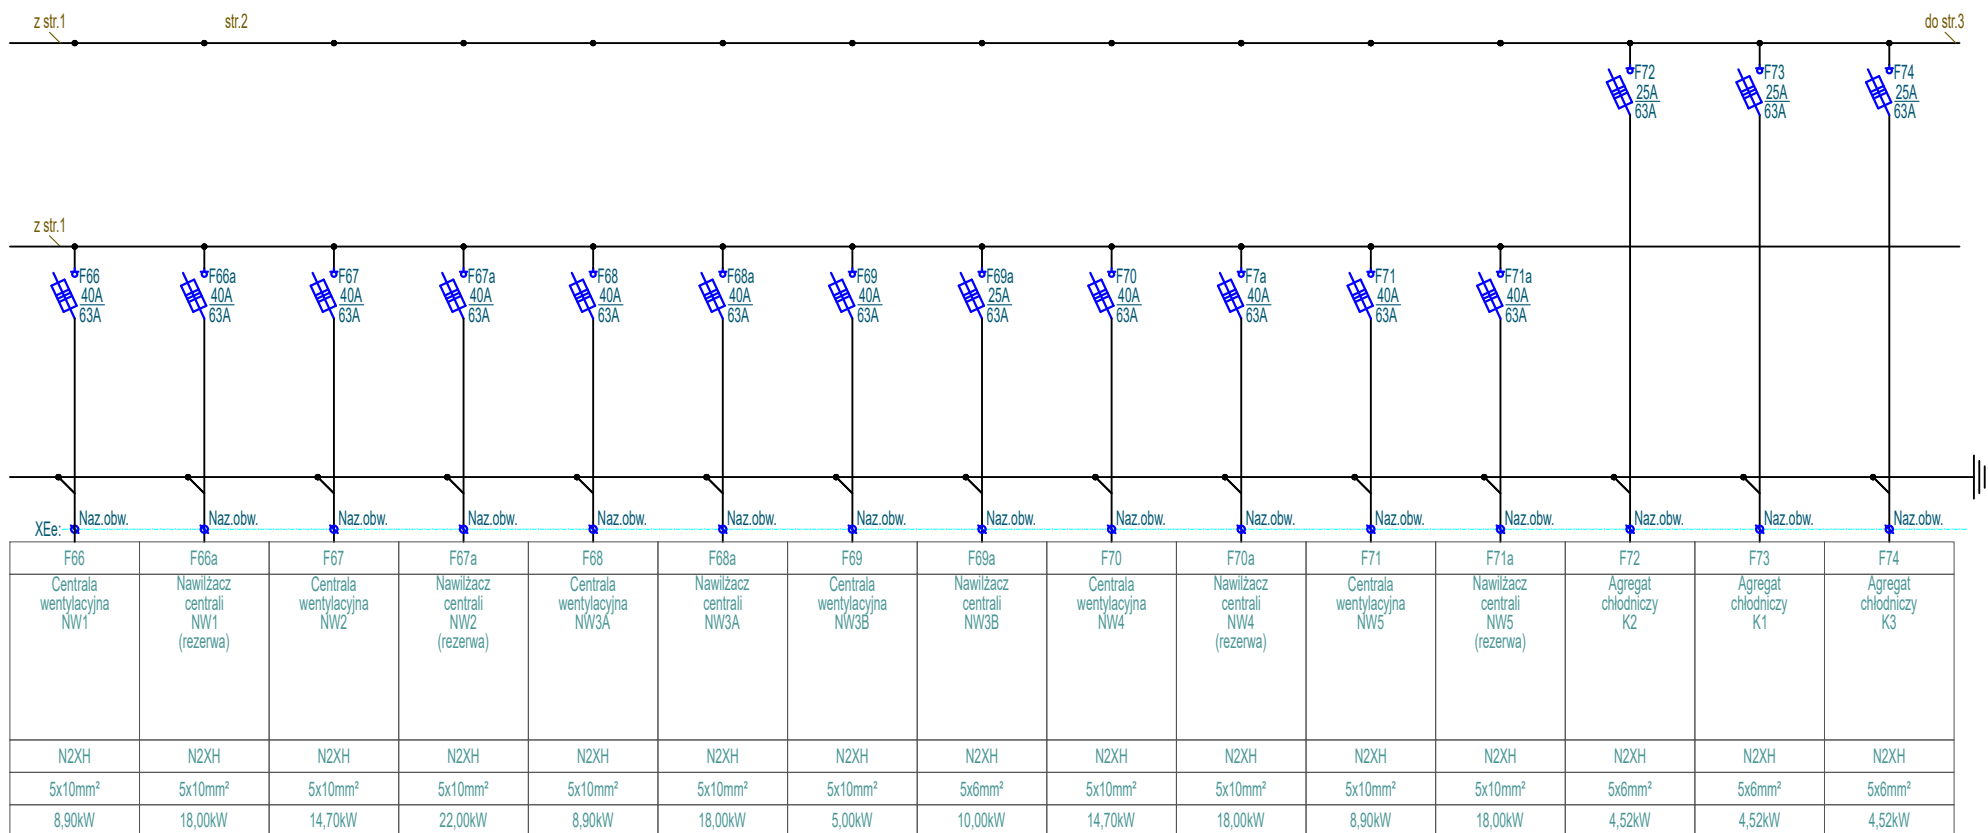 z str.1 str.2 do str.3
F72 F73 F74
25A 25A 25A
63A 63A 63A
z str.1
F66 F66a F67 F67a F68 F68a F69 F69a F70 F7a F71 F71a
40A 40A 40A 40A 40A 40A 40A 25A 40A 40A 40A 40A
63A 63A 63A 63A 63A 63A 63A 63A 63A 63A 63A 63A
XEe: Naz.obw. Naz.obw. Naz.obw. Naz.obw. Naz.obw. Naz.obw. Naz.obw. Naz.obw. Naz.obw. Naz.obw. Naz.obw. Naz.obw. Naz.obw. Naz.obw. Naz.obw.
F66 F66a F67 F67a F68 F68a F69 F69a F70 F70a F71 F71a F72 F73 F74
Centrala Nawilżacz Centrala Nawilżacz Centrala Nawilżacz Centrala Nawilżacz Centrala Nawilżacz Centrala Nawilżacz Agregat Agregat Agregat
wentylacyjna centrali wentylacyjna centrali wentylacyjna centrali wentylacyjna centrali wentylacyjna centrali wentylacyjna centrali chłodniczy chłodniczy chłodniczy
NW1 NW1 NW2 NW2 NW3A NW3A NW3B NW3B NW4 NW4 NW5 NW5 K2 K1 K3
(rezerwa) (rezerwa) (rezerwa) (rezerwa)
N2XH N2XH N2XH N2XH N2XH N2XH N2XH N2XH N2XH N2XH N2XH N2XH N2XH N2XH N2XH
5x10mm² 5x10mm² 5x10mm² 5x10mm² 5x10mm² 5x10mm² 5x10mm² 5x6mm² 5x10mm² 5x10mm² 5x10mm² 5x10mm² 5x6mm² 5x6mm² 5x6mm²
8,90kW 18,00kW 14,70kW 22,00kW 8,90kW 18,00kW 5,00kW 10,00kW 14,70kW 18,00kW 8,90kW 18,00kW 4,52kW 4,52kW 4,52kW